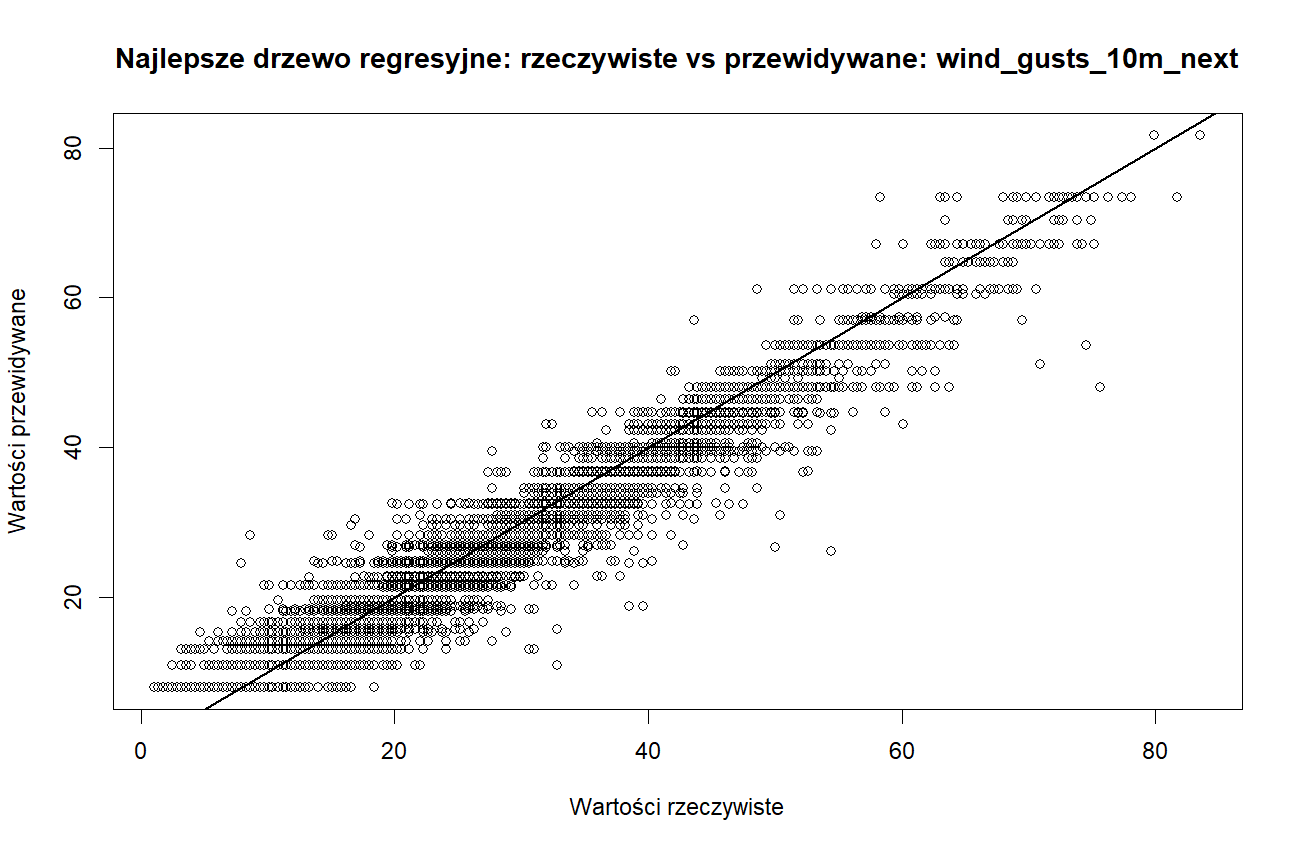 Najlepsze drzewo regresyjne: rzeczywiste vs przewidywane: wind_gusts_10m_next
Wartości przewidywane
80
60
40
20
0 20 40 60 80
Wartości rzeczywiste